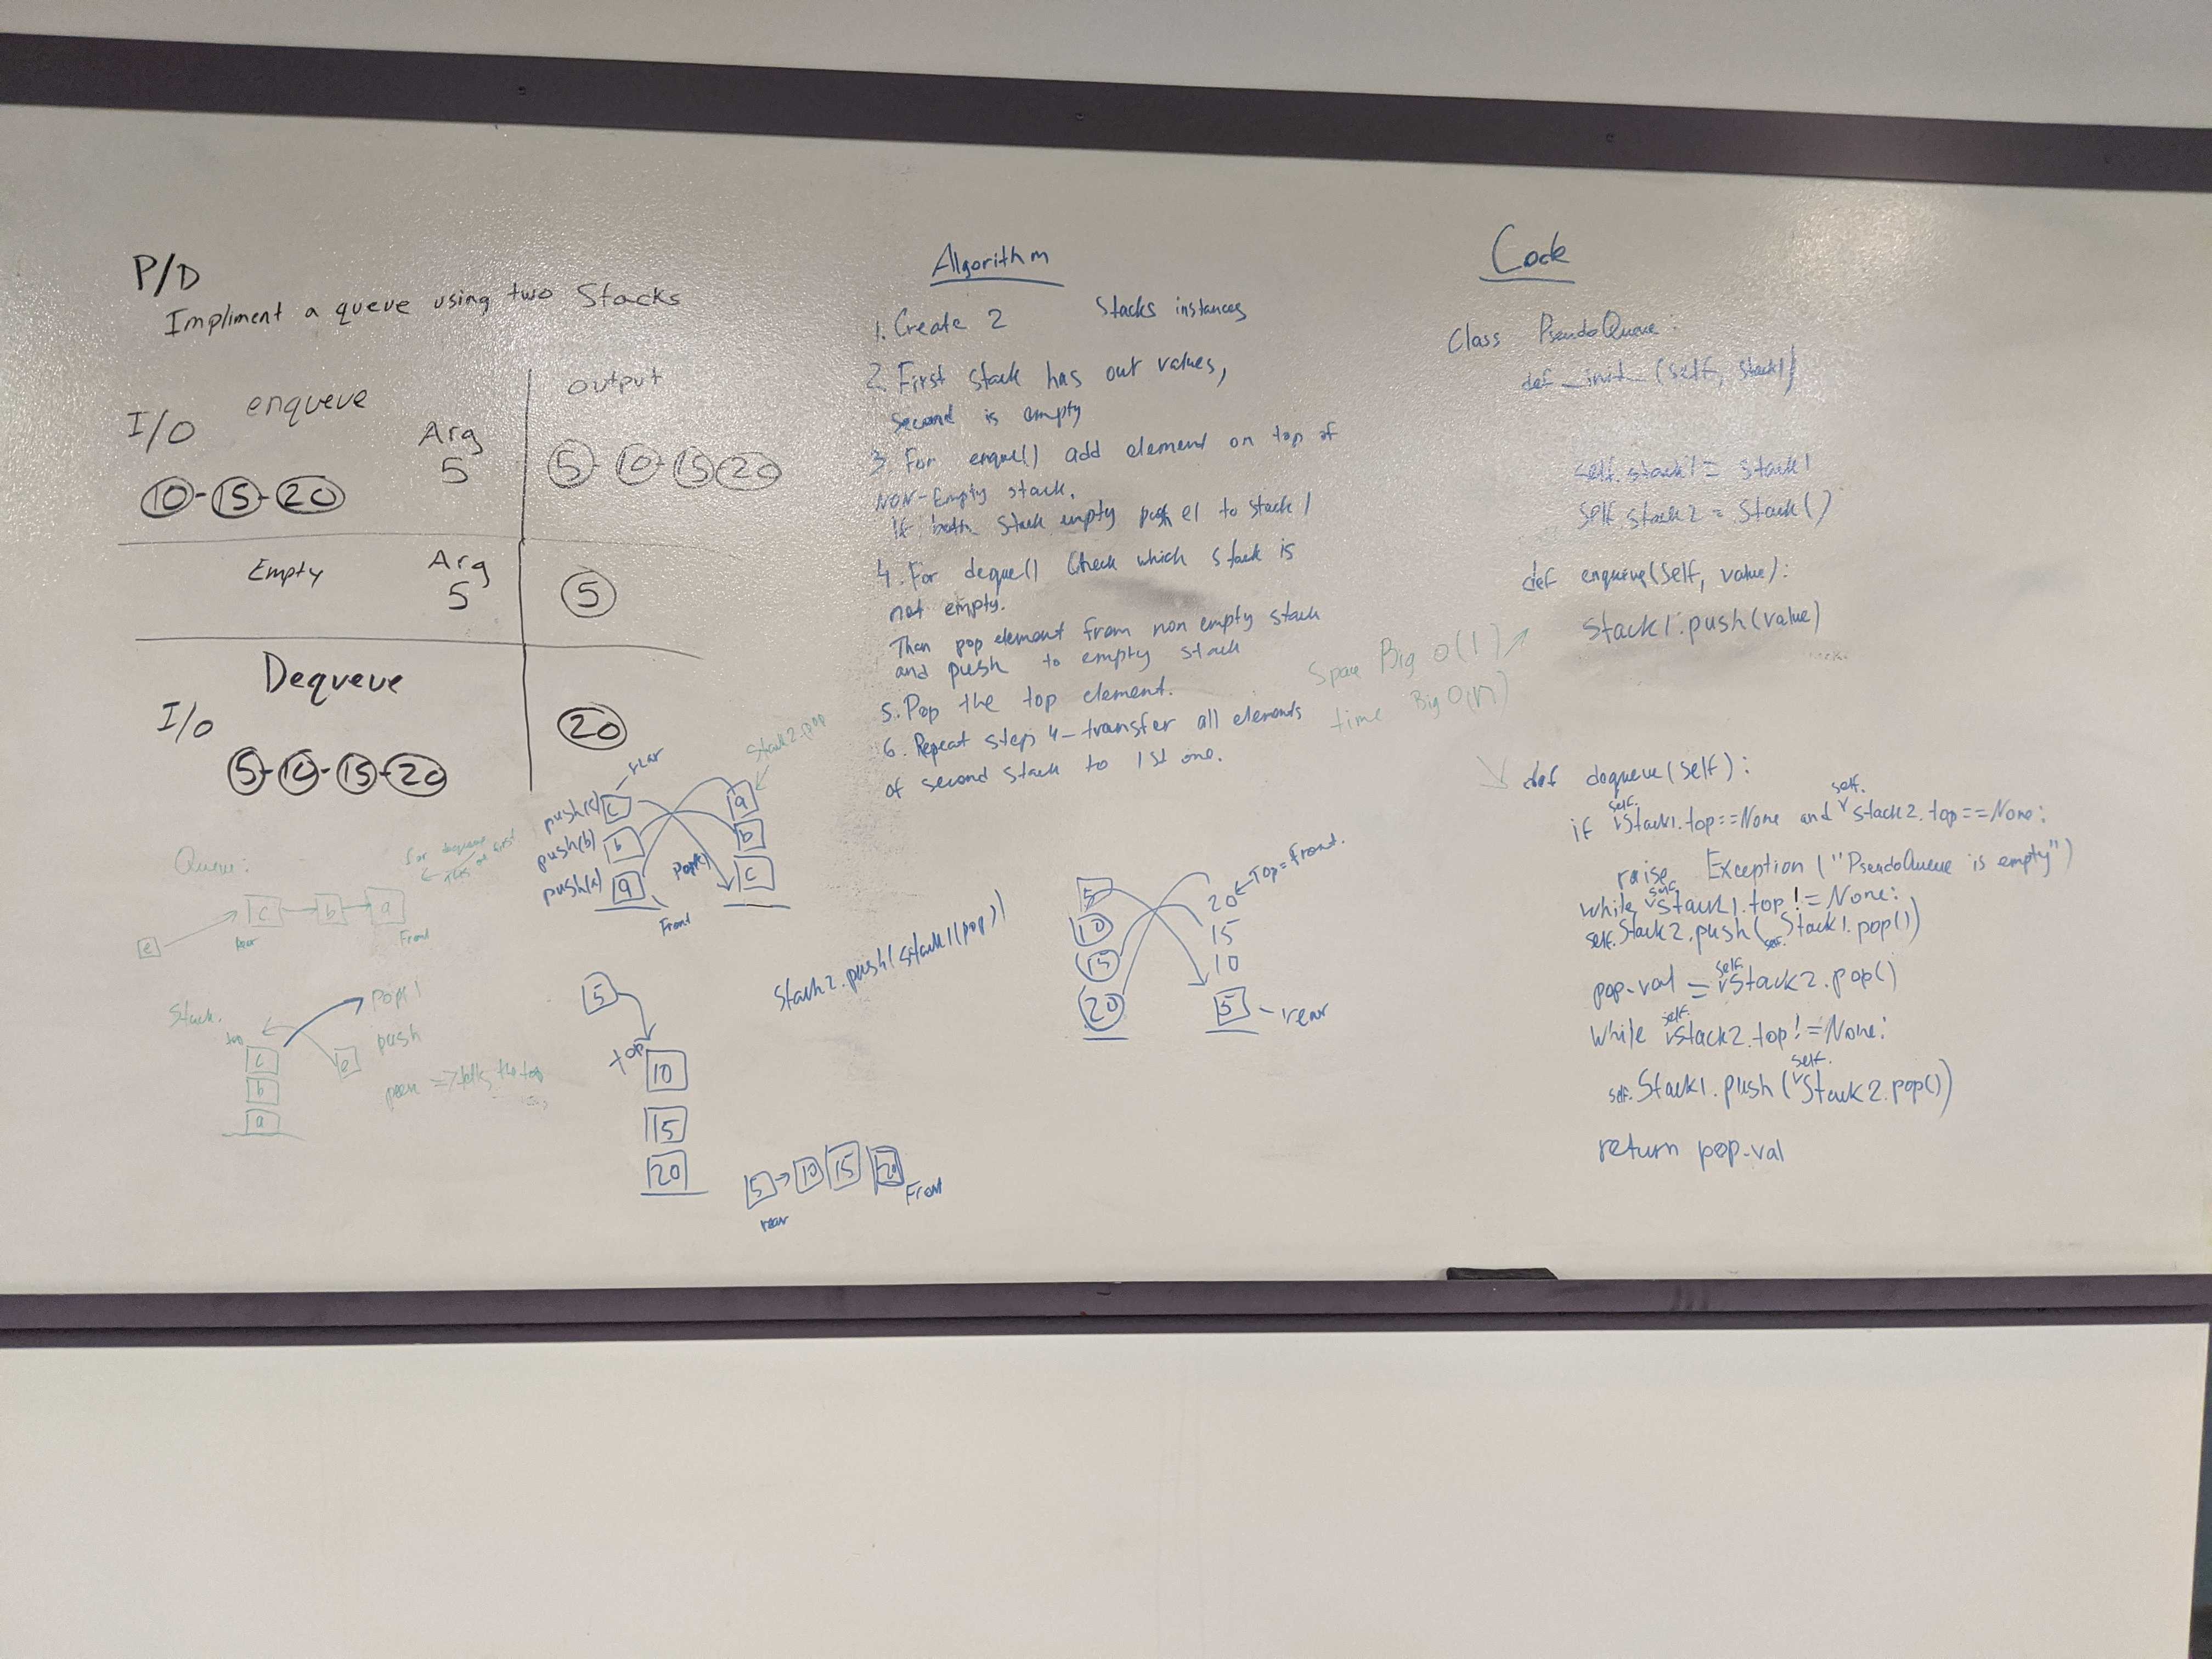 P/D
Impliment a queue using two Stacks
I/O enqueue Arg output
10-15-20 5 5-10-15 20
Empty Arg
5 5
Dequeue
I/O
5-10-15-20 20
Queue:
for dequeue
e c b a
Rear Front
Stack.
top
c
b
a
pop()
push
e
peek => tells the top
rear
push(c) c
push(b) b
push(a) a
Front
Pop()
Stack2.pop
a
b
c
5
top
10
15
20
5 10 15 20
rear Front
Stack2.push(stack1(pop))
5
10
15
20
20 Top=Front.
15
10
5 - rear
Algorithm
1. Create 2 Stacks instances
2. First stack has out values,
Second is empty
3. For enque() add element on top of
NON-Empty stack.
If both stack empty push el to stack 1
4. For deque() Check which stack is
not empty.
Than pop element from non empty stack
and push to empty stack
5. Pop the top element.
6. Repeat steps 4 - transfer all elements
of second stack to 1st one.
Space Big O(1)
time Big O(n)
Code
Class PseudoQueue:
def __init__(self, stack1)
self.stack1 = stack1
self.stack2 = Stack()
def enqueue(self, value):
Stack1.push(value)
def dequeue(self):
if self.Stack1.top==None and self.stack2.top==None:
raise Exception ("PseudoQueue is empty")
while self.Stack1.top!=None:
self.Stack2.push(self.Stack1.pop())
pop-val = self.Stack2.pop()
While self.Stack2.top!=None:
self.Stack1.push(self.Stack2.pop())
return pop-val